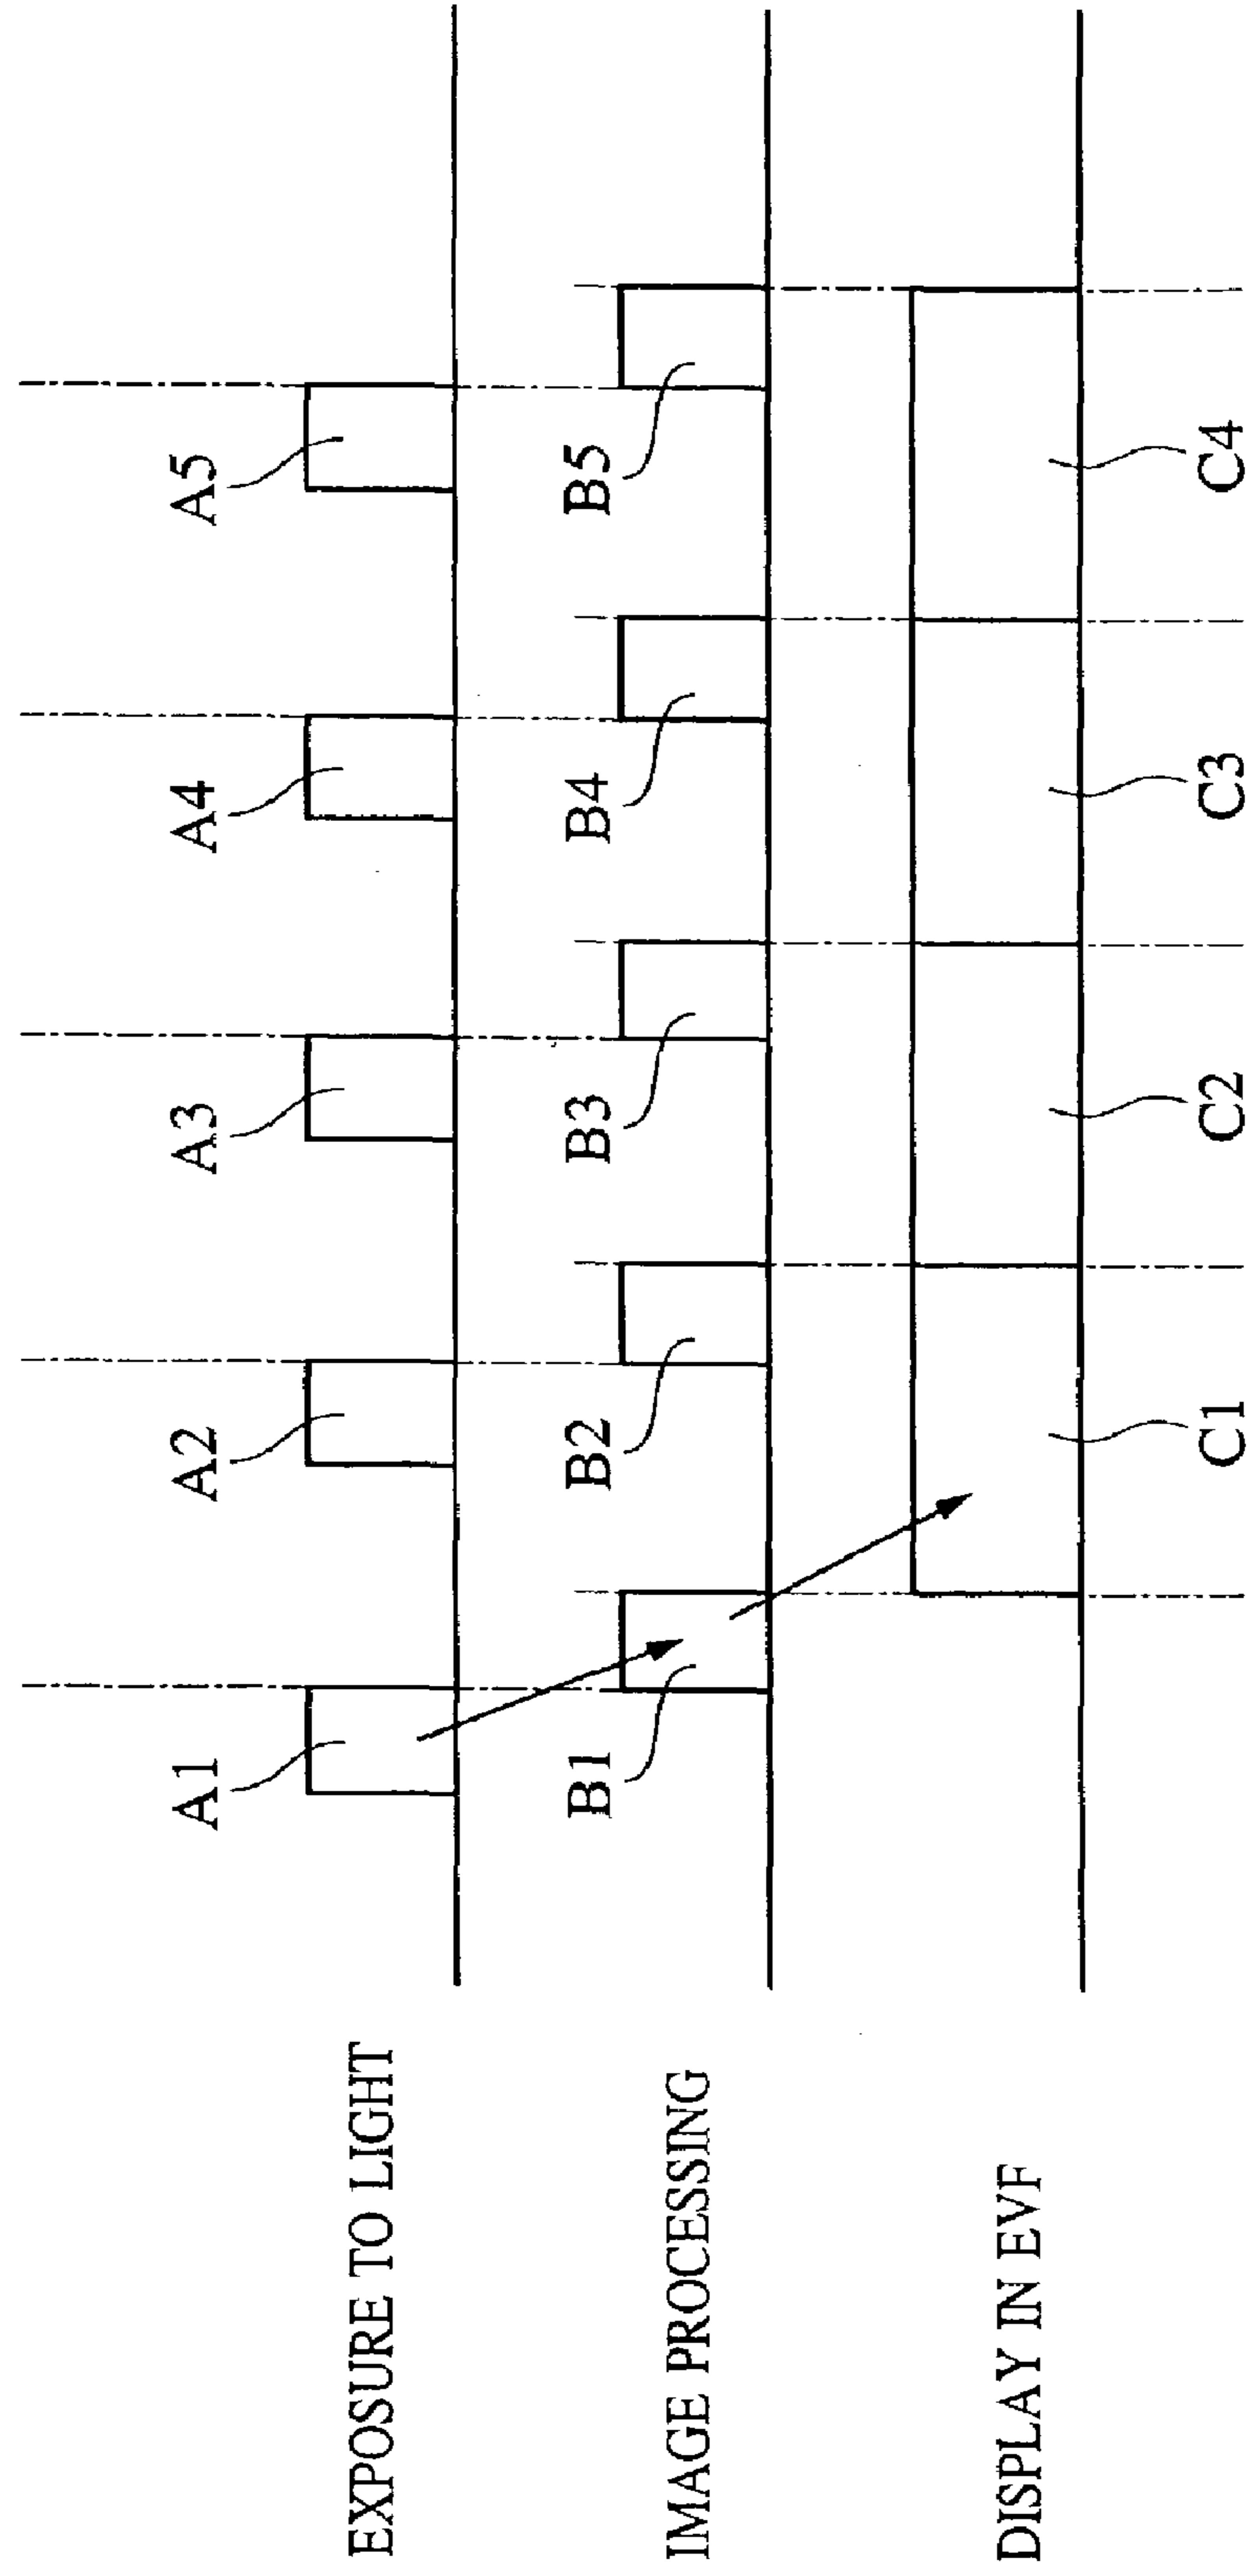 EXPOSURE TO LIGHT
A1
A2
A3
A4
A5
IMAGE PROCESSING
B1
B2
B3
B4
B5
DISPLAY IN EVF
C1
C2
C3
C4